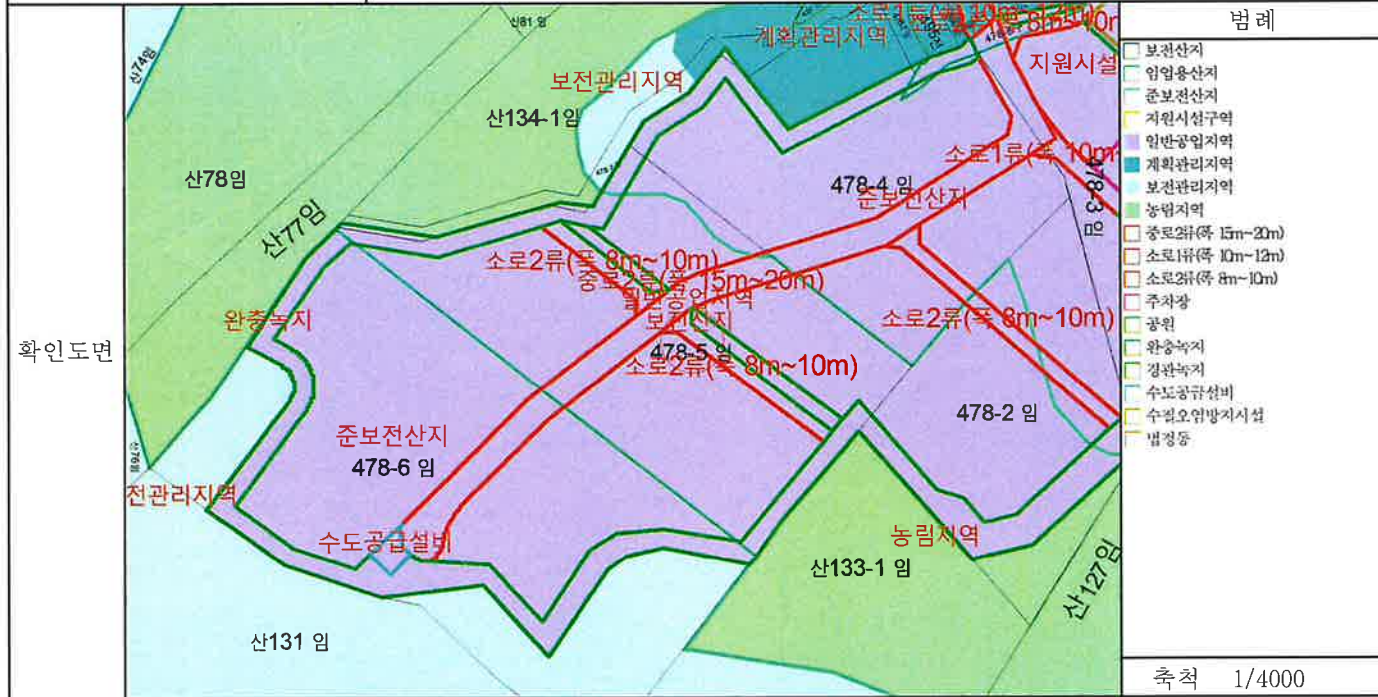 확인도면
산74임
산81 임
소로1류(폭 10m~12m)
계획관리지역
지원시설
보전관리지역
산134-1임
산78임
산77임
소로1류(폭 10m~
478-4 임
준보전산지
478-3 임
소로2류(폭 8m~10m)
중로2류(폭 15m~20m)
일반공업지역
보전산지
완충녹지
소로2류(폭 8m~10m)
478-5 임
소로2류(폭 8m~10m)
478-2 임
준보전산지
478-6 임
산76임
전관리지역
수도공급설비
농림지역
산133-1 임
산127임
산131 임
범례
보전산지
임업용산지
준보전산지
지원시설구역
일반공업지역
계획관리지역
보전관리지역
농림지역
중로2류(폭 15m~20m)
소로1류(폭 10m~12m)
소로2류(폭 8m~10m)
주차장
공원
완충녹지
경관녹지
수도공급설비
수질오염방지시설
법정동
축척 1/4000